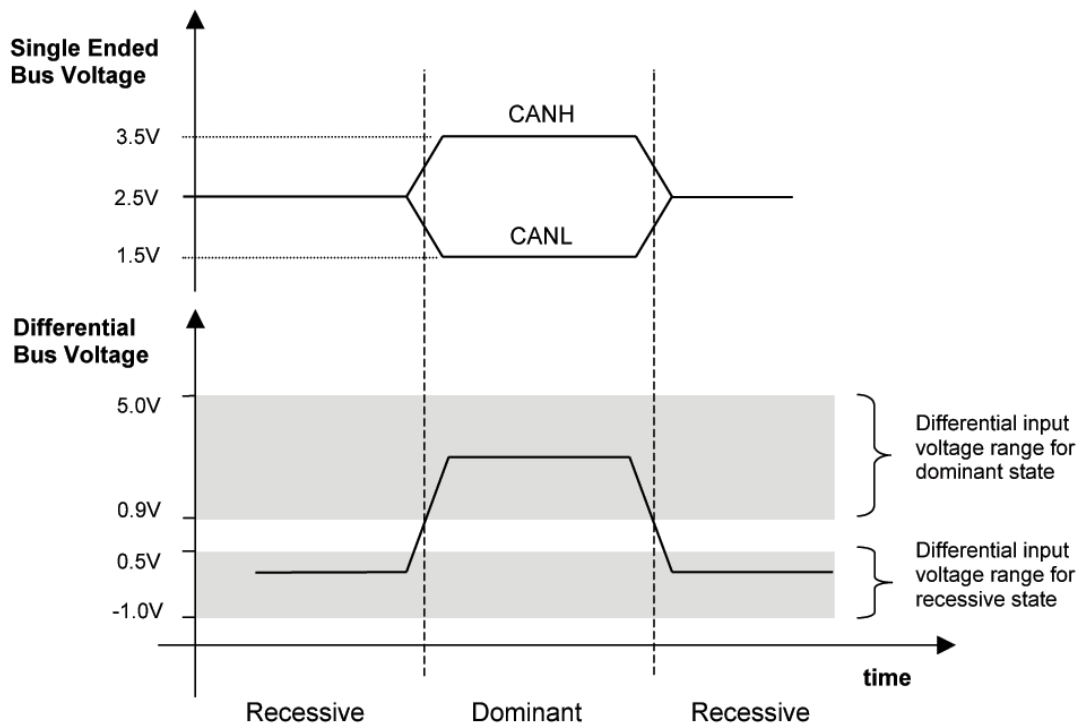 Single Ended
Bus Voltage
CANH
3.5V
2.5V
CANL
1.5V
Differential
Bus Voltage
5.0V
Differential input
voltage range for
dominant state
0.9V
0.5V
Differential input
voltage range for
recessive state
-1.0V
time
Recessive
Dominant
Recessive